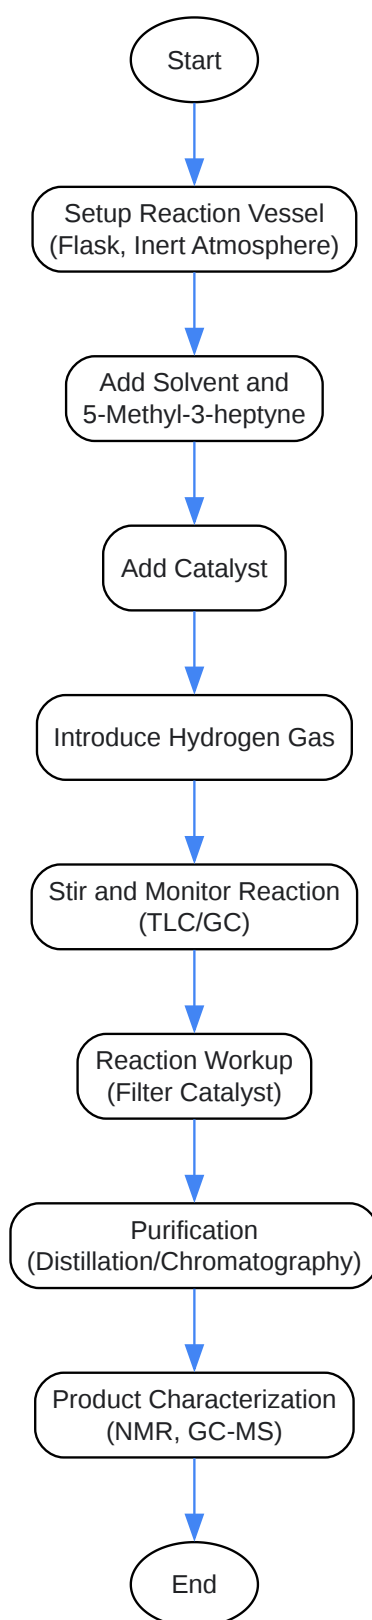 Start
Setup Reaction Vessel
(Flask, Inert Atmosphere)
Add Solvent and
5-Methyl-3-heptyne
Add Catalyst
Introduce Hydrogen Gas
Stir and Monitor Reaction
(TLC/GC)
Reaction Workup
(Filter Catalyst)
Purification
(Distillation/Chromatography)
Product Characterization
(NMR, GC-MS)
End